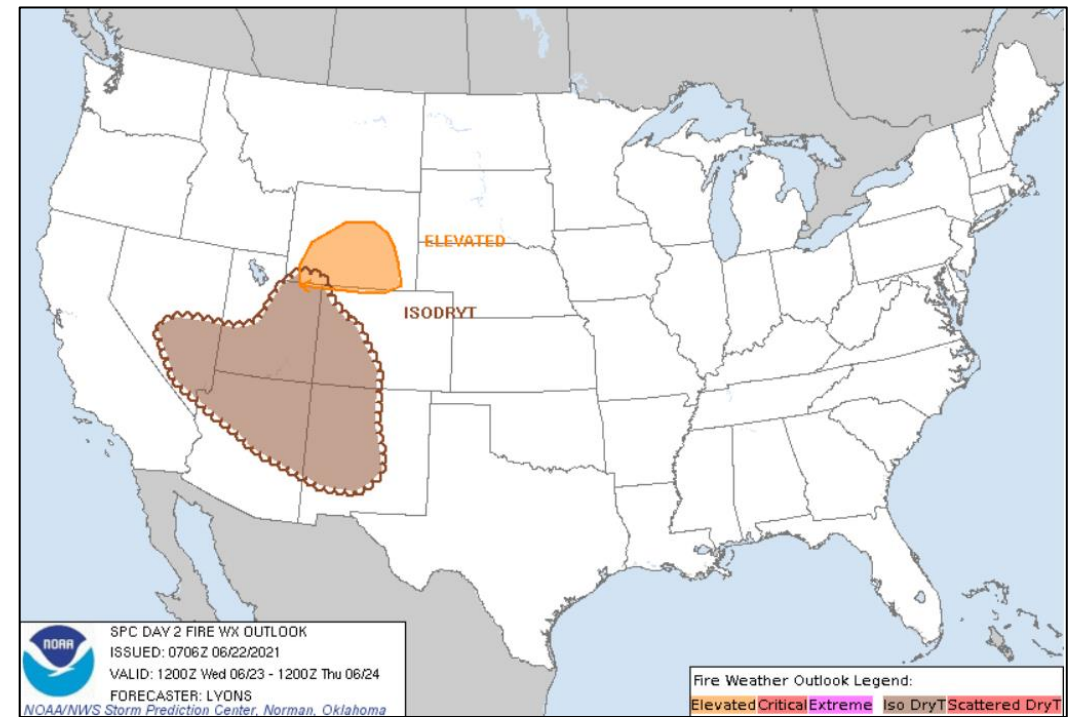 ELEVATED
ISODRYT
NOAA
SPC DAY 2 FIRE WX OUTLOOK
ISSUED: 0706Z 06/22/2021
VALID: 1200Z Wed 06/23 - 1200Z Thu 06/24
FORECASTER: LYONS
NOAA/NWS Storm Prediction Center, Norman, Oklahoma
Fire Weather Outlook Legend:
Elevated Critical Extreme Iso DryT Scattered DryT